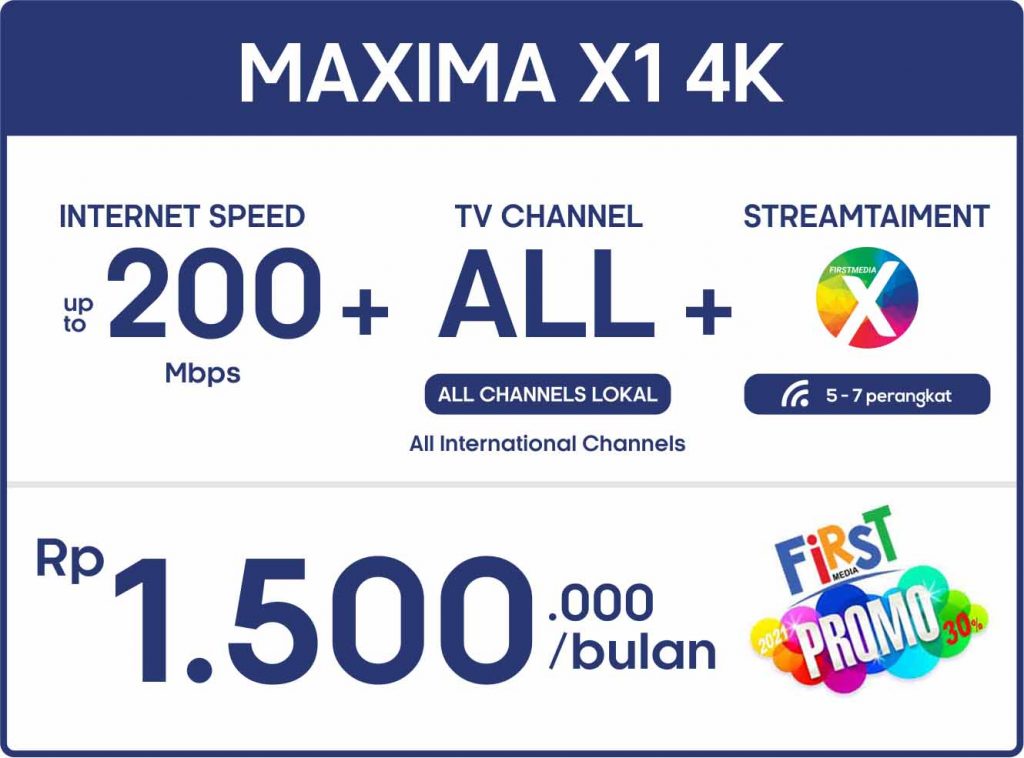 MAXIMA X1 4K
INTERNET SPEED
up to 200
Mbps
+
TV CHANNEL
ALL
ALL CHANNELS LOKAL
All International Channels
+
STREAMTAIMENT
FIRSTMEDIA
X
5 - 7 perangkat
Rp 1.500.000
/bulan
FiRST
MEDIA
2021 PROMO 30%